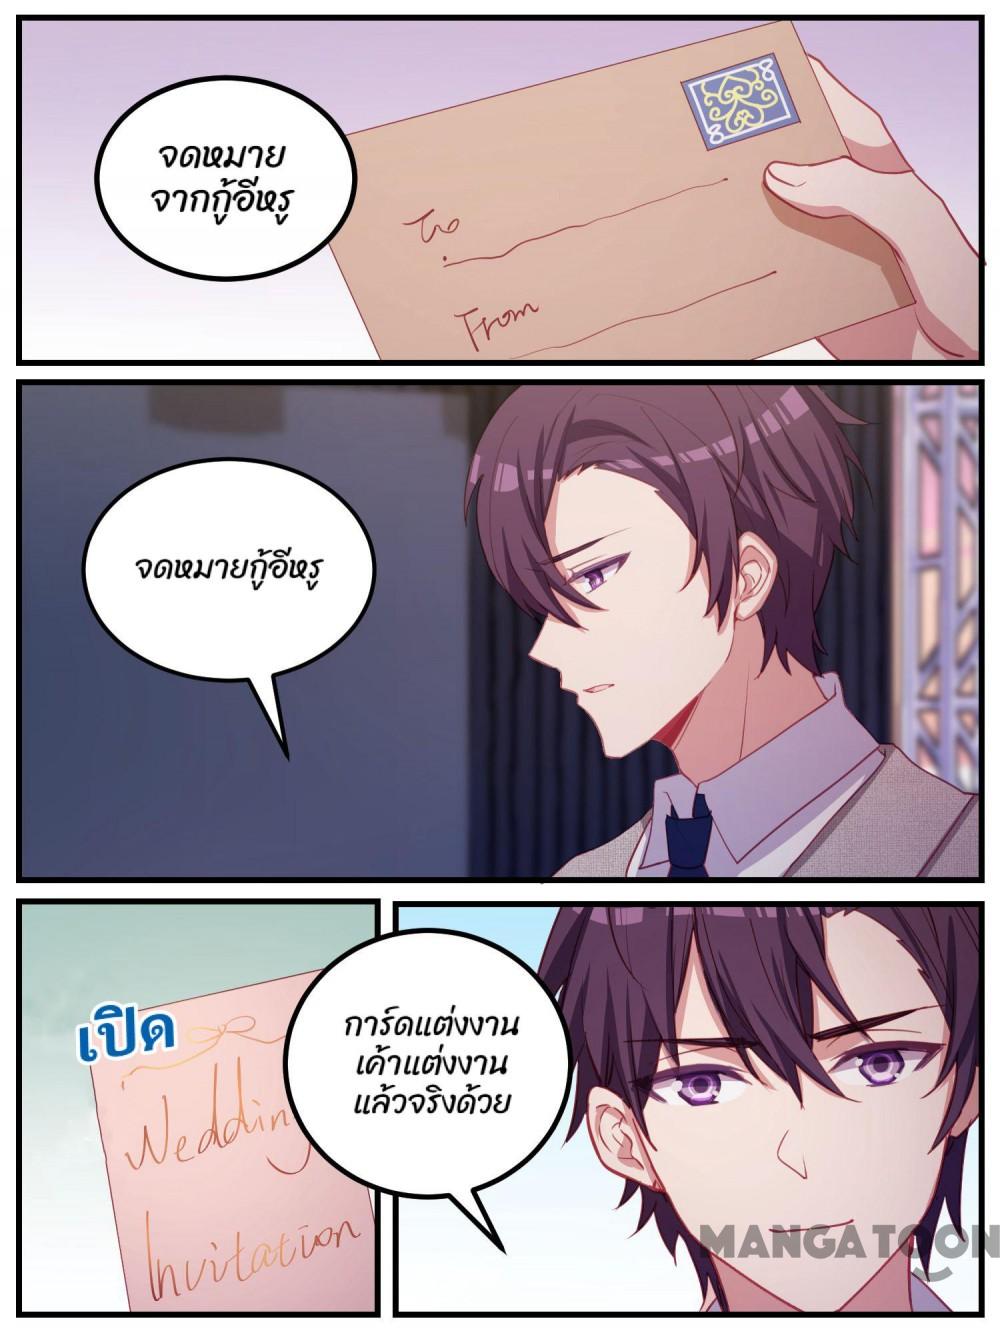 จดหมาย
จากกู้อีหรู
To
From
จดหมายกู้อีหรู
เปิด
Wedding
Invitation
การ์ดแต่งงาน
เค้าแต่งงาน
แล้วจริงด้วย
MANGATOON